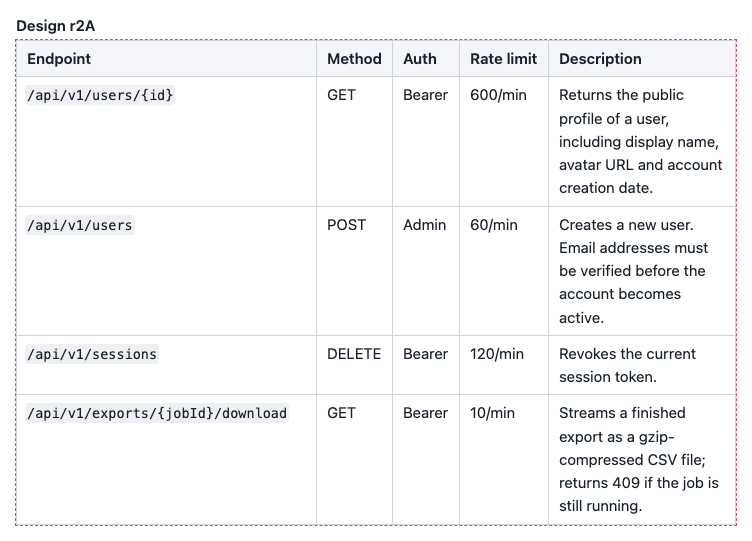 Design r2A
Endpoint Method Auth Rate limit Description
/api/v1/users/{id} GET Bearer 600/min Returns the public
profile of a user,
including display name,
avatar URL and account
creation date.
/api/v1/users POST Admin 60/min Creates a new user.
Email addresses must
be verified before the
account becomes
active.
/api/v1/sessions DELETE Bearer 120/min Revokes the current
session token.
/api/v1/exports/{jobId}/download GET Bearer 10/min Streams a finished
export as a gzip-
compressed CSV file;
returns 409 if the job is
still running.